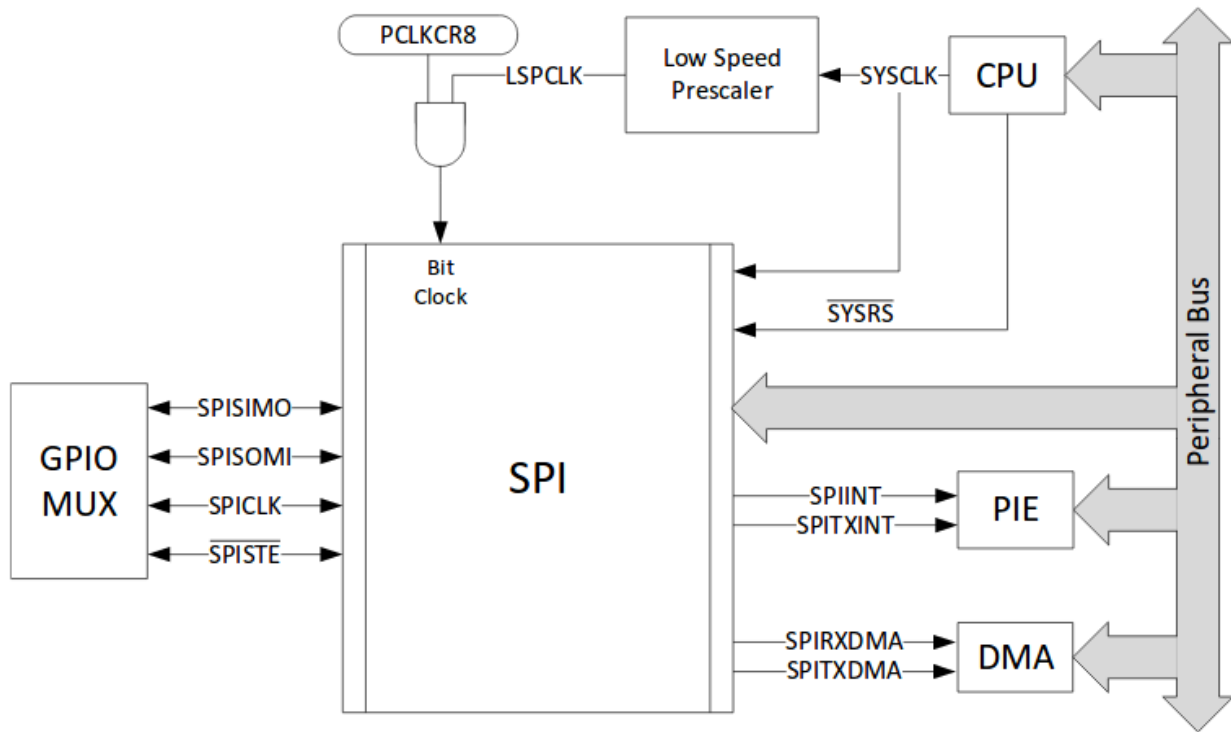 PCLKCR8
LSPCLK
Low Speed
Prescaler
SYSCLK
CPU
Bit
Clock
SYSRS
Peripheral Bus
GPIO
MUX
SPISIMO
SPISOMI
SPICLK
SPISTE
SPI
SPIINT
SPITXINT
PIE
SPIRXDMA
SPITXDMA
DMA